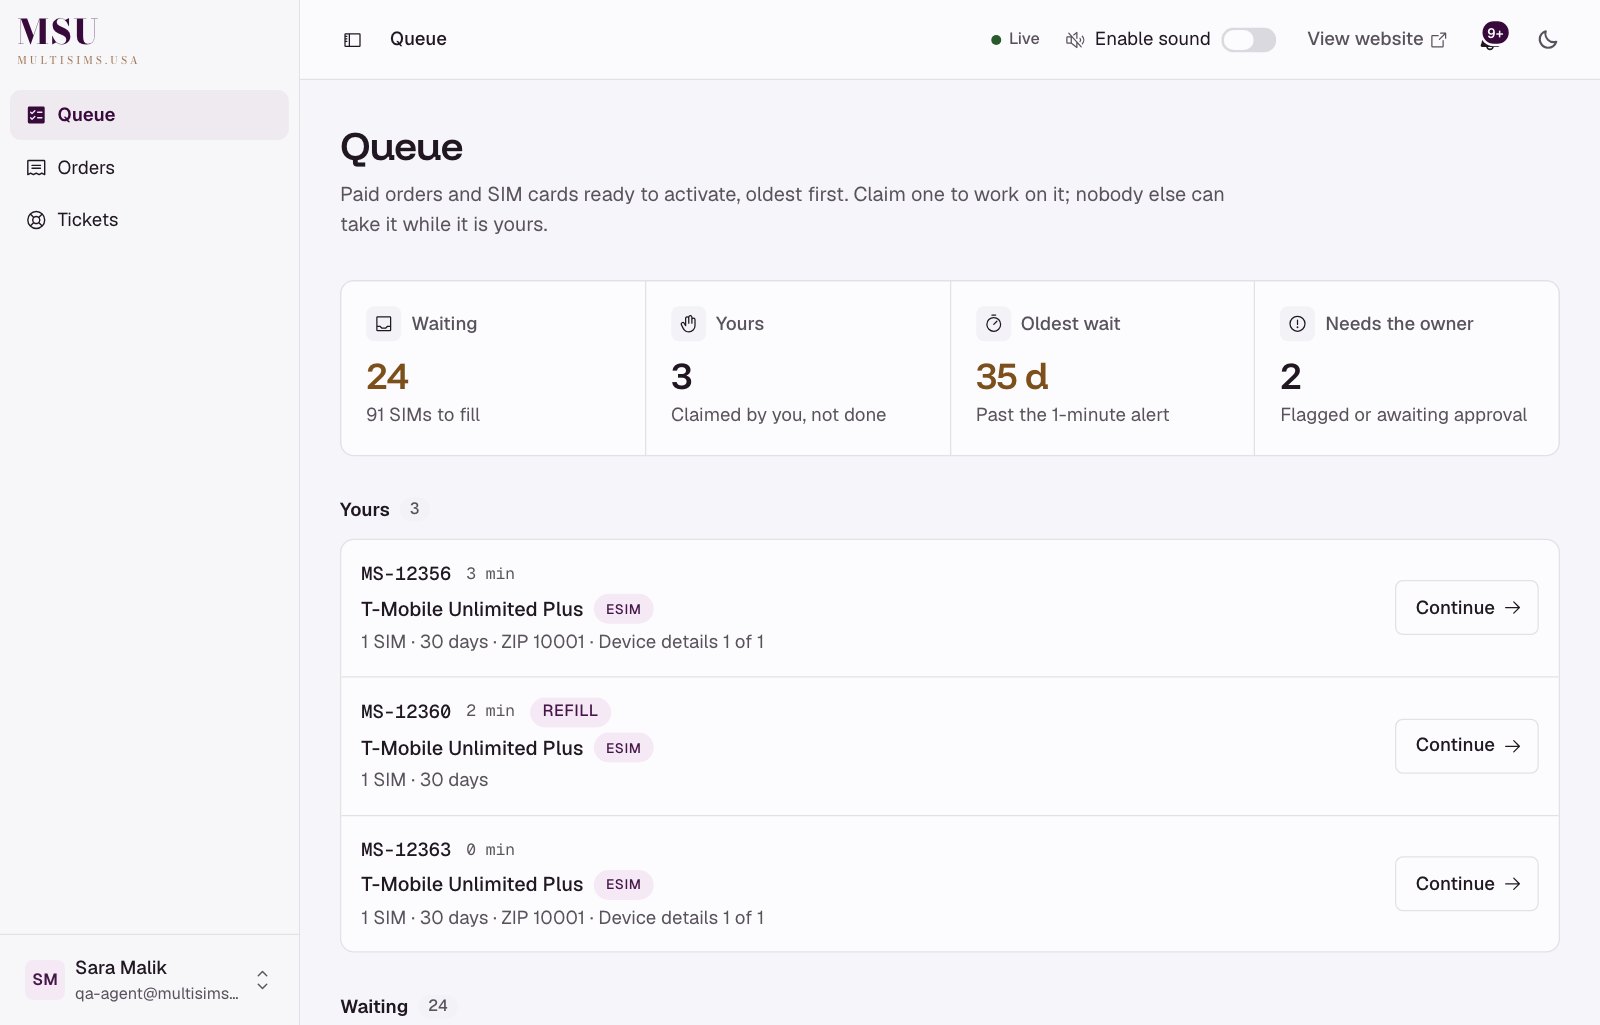 MSU
MULTISIMS.USA
Queue
Orders
Tickets
Queue
Live
Enable sound
View website
9+
Queue
Paid orders and SIM cards ready to activate, oldest first. Claim one to work on it; nobody else can
take it while it is yours.
Waiting
24
91 SIMs to fill
Yours
3
Claimed by you, not done
Oldest wait
35 d
Past the 1-minute alert
Needs the owner
2
Flagged or awaiting approval
Yours 3
MS-12356 3 min
T-Mobile Unlimited Plus ESIM
1 SIM · 30 days · ZIP 10001 · Device details 1 of 1
Continue →
MS-12360 2 min REFILL
T-Mobile Unlimited Plus ESIM
1 SIM · 30 days
Continue →
MS-12363 0 min
T-Mobile Unlimited Plus ESIM
1 SIM · 30 days · ZIP 10001 · Device details 1 of 1
Continue →
Waiting 24
SM
Sara Malik
qa-agent@multisims...